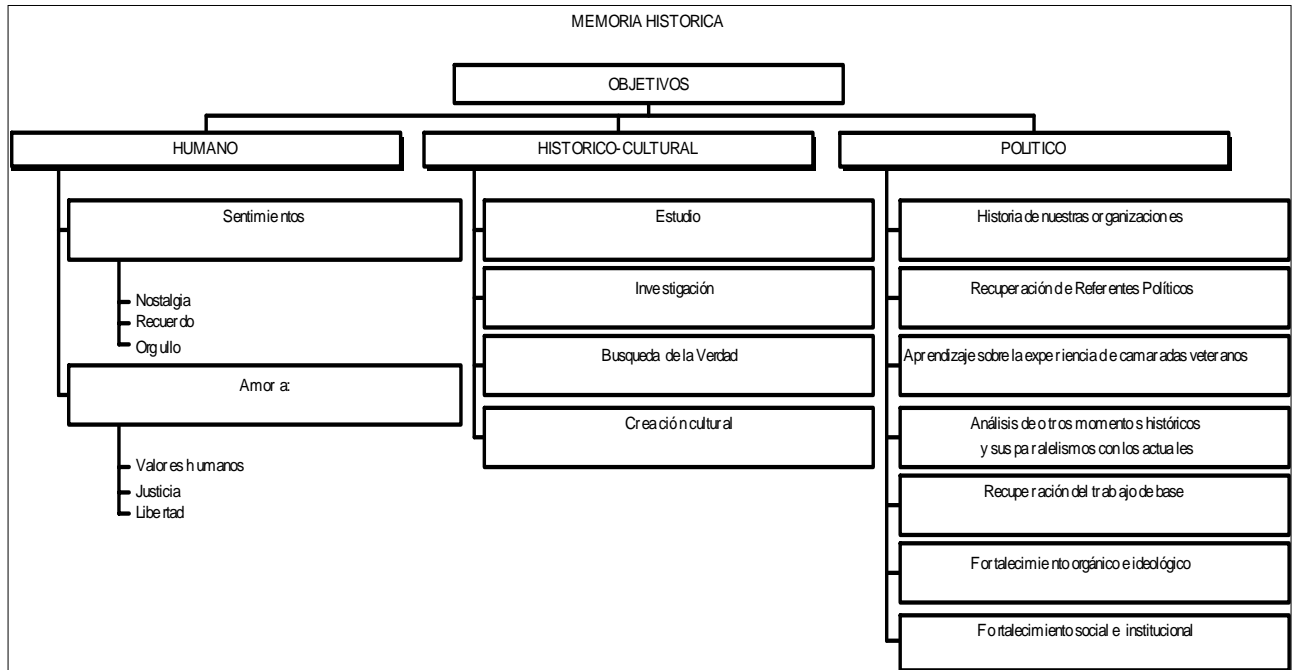 MEMORIA HISTORICA
OBJETIVOS
HUMANO
Sentimientos
Nostalgia
Recuerdo
Orgullo
Amor a:
Valores humanos
Justicia
Libertad
HISTORICO-CULTURAL
Estudio
Investigación
Busqueda de la Verdad
Creación cultural
POLITICO
Historia de nuestras organizaciones
Recuperación de Referentes Políticos
Aprendizaje sobre la experiencia de camaradas veteranos
Análisis de otros momentos históricos
y sus paralelismos con los actuales
Recuperación del trabajo de base
Fortalecimiento orgánico e ideológico
Fortalecimiento social e institucional